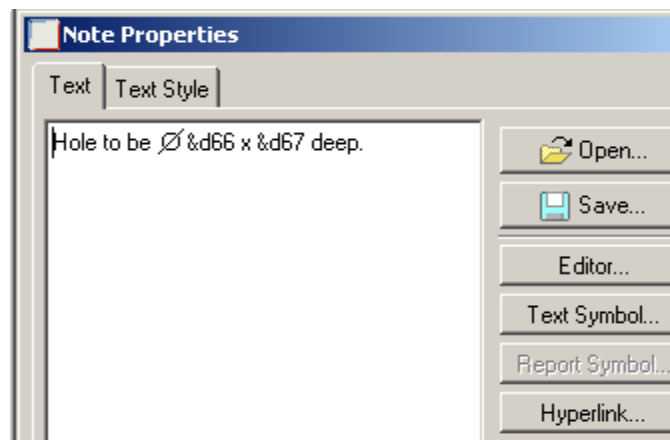 Note Properties
Text
Text Style
Hole to be ∅ &d66 x &d67 deep.
Open...
Save...
Editor...
Text Symbol...
Report Symbol...
Hyperlink...